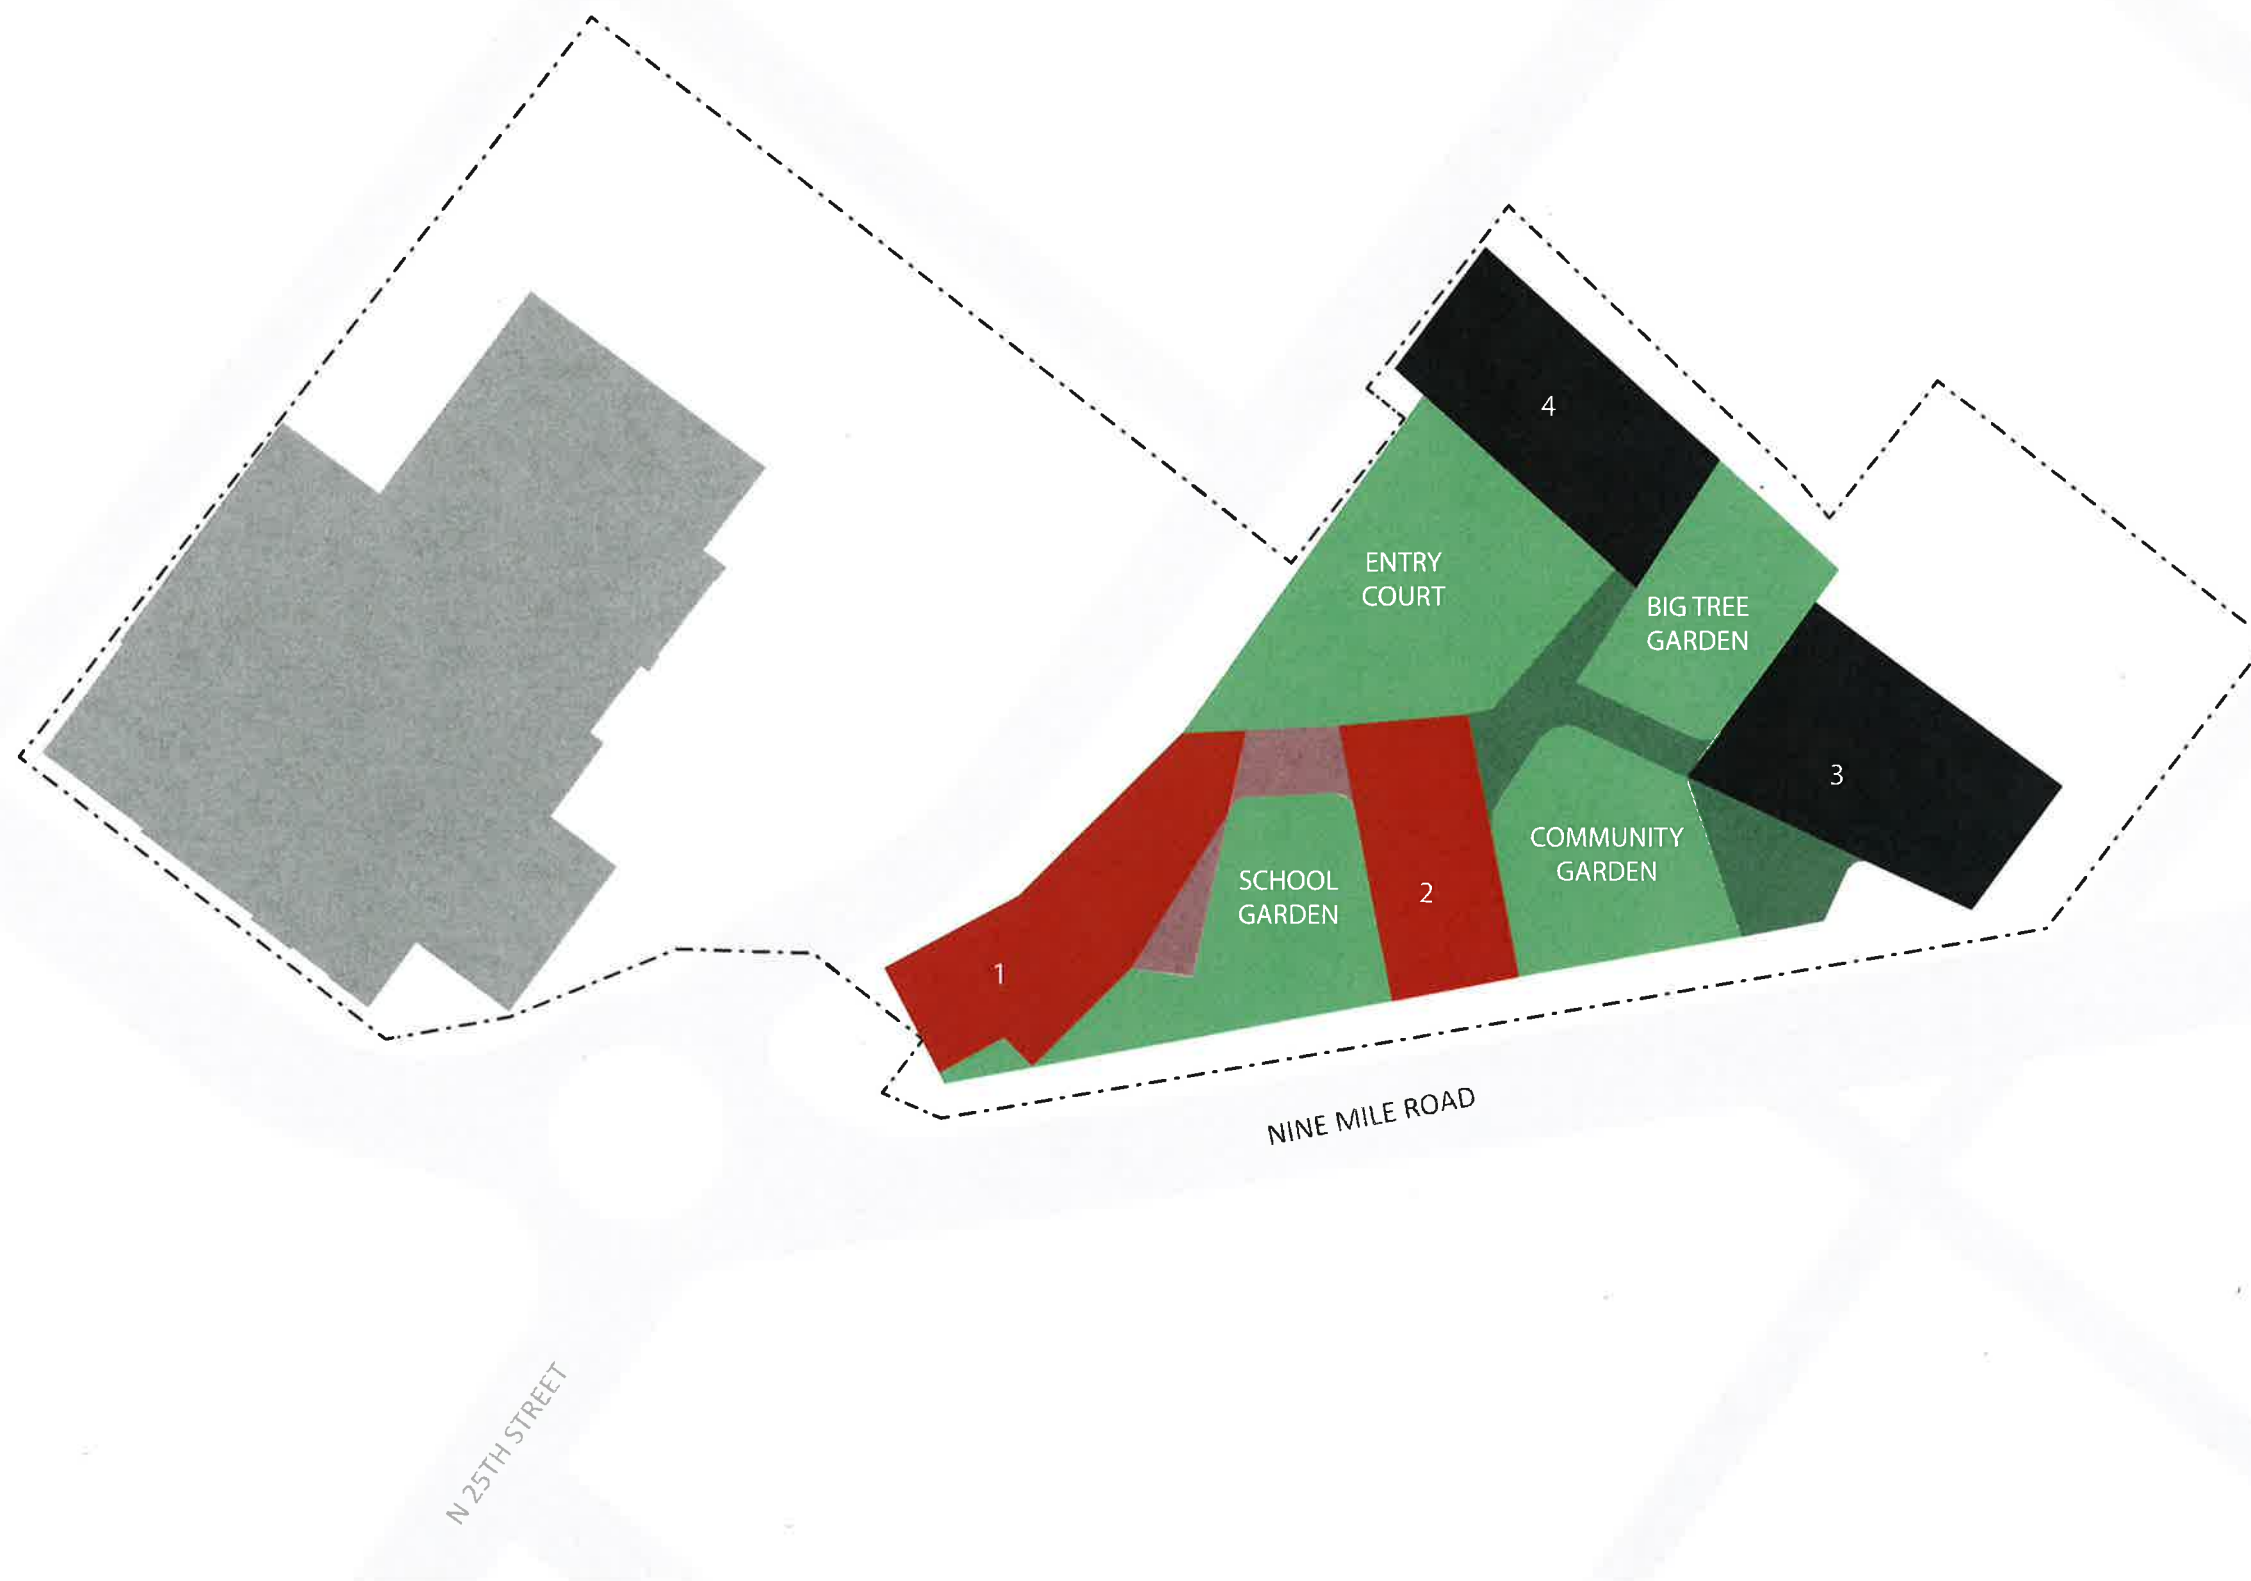 4
ENTRY
COURT
BIG TREE
GARDEN
3
COMMUNITY
GARDEN
SCHOOL
GARDEN
2
1
NINE MILE ROAD
N 25TH STREET